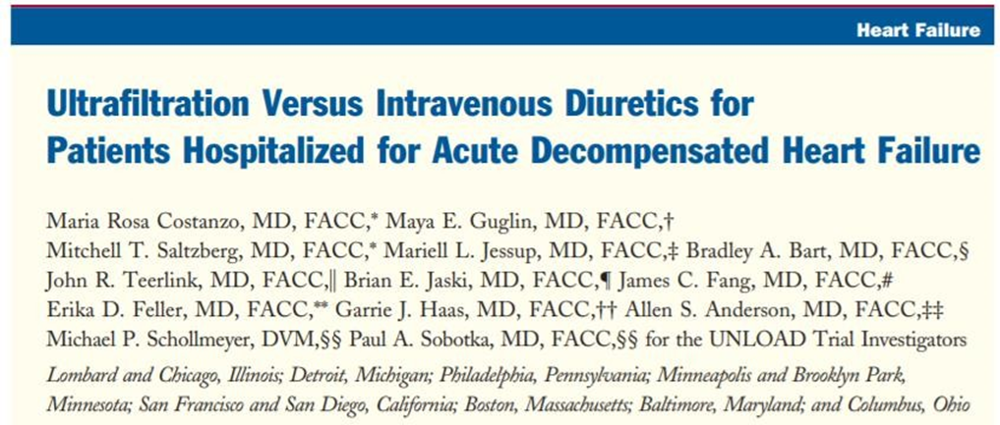 Heart Failure
Ultrafiltration Versus Intravenous Diuretics for
Patients Hospitalized for Acute Decompensated Heart Failure
Maria Rosa Costanzo, MD, FACC,* Maya E. Guglin, MD, FACC,†
Mitchell T. Saltzberg, MD, FACC,* Mariell L. Jessup, MD, FACC,‡ Bradley A. Bart, MD, FACC,§
John R. Teerlink, MD, FACC,∥ Brian E. Jaski, MD, FACC,¶ James C. Fang, MD, FACC,#
Erika D. Feller, MD, FACC,** Garrie J. Haas, MD, FACC,†† Allen S. Anderson, MD, FACC,‡‡
Michael P. Schollmeyer, DVM,§§ Paul A. Sobotka, MD, FACC,§§ for the UNLOAD Trial Investigators
Lombard and Chicago, Illinois; Detroit, Michigan; Philadelphia, Pennsylvania; Minneapolis and Brooklyn Park,
Minnesota; San Francisco and San Diego, California; Boston, Massachusetts; Baltimore, Maryland; and Columbus, Ohio